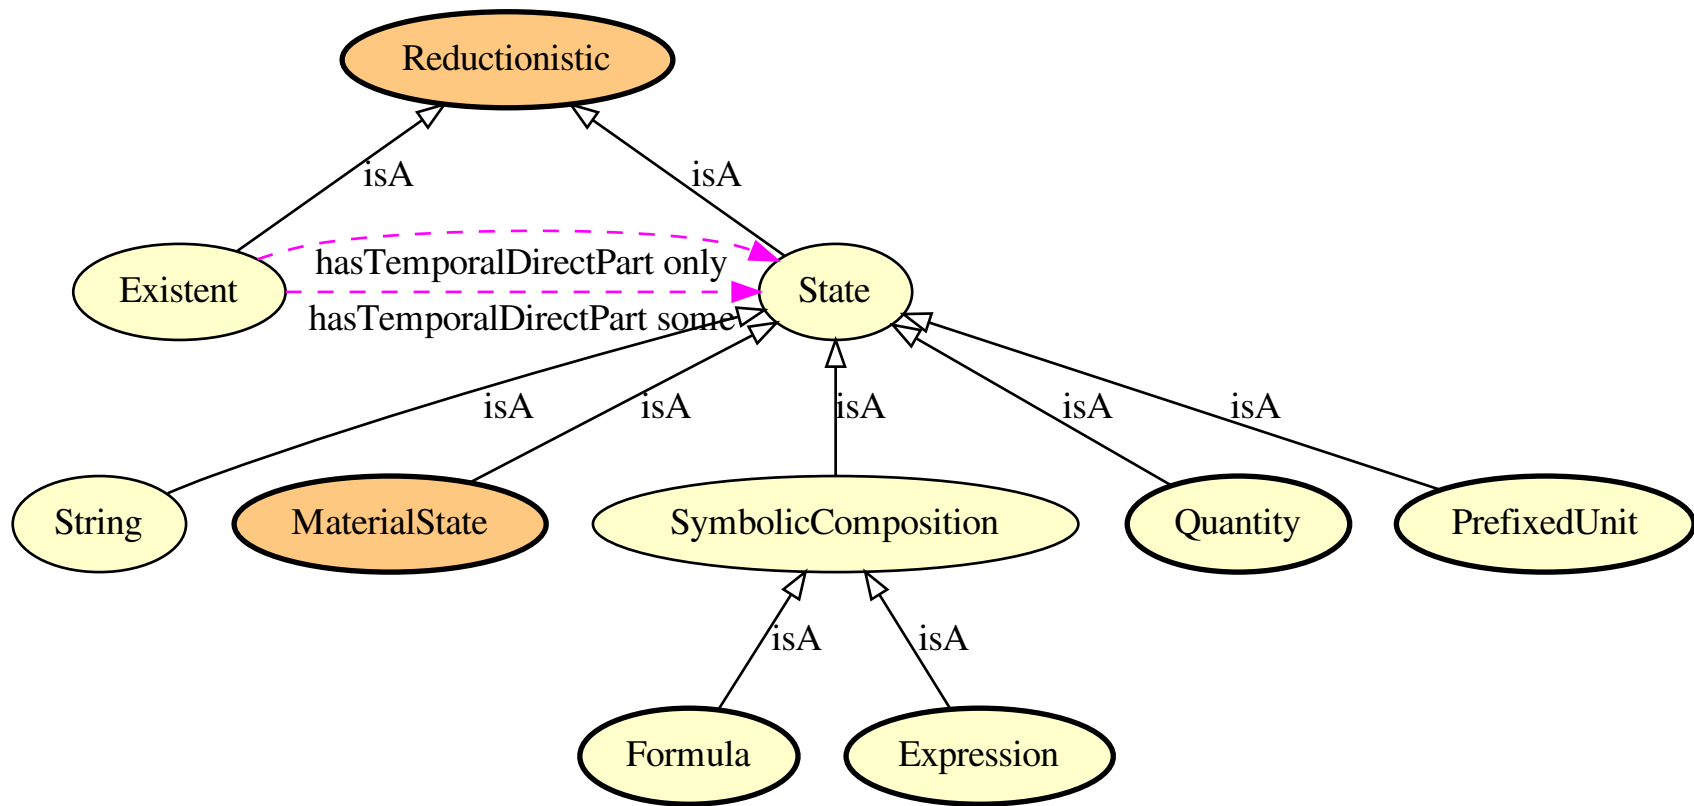 Reductionistic
isA
isA
hasTemporalDirectPart only
Existent
State
hasTemporalDirectPart some
isA
isA
isA
isA
isA
String
MaterialState
SymbolicComposition
Quantity
PrefixedUnit
isA
isA
Formula
Expression